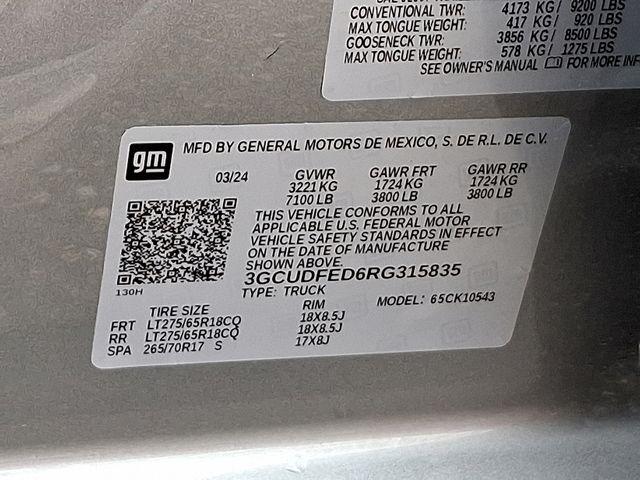 CONVENTIONAL TWR: 4173 KG/ 9200 LBS
MAX TONGUE WEIGHT: 417 KG/ 920 LBS
GOOSENECK TWR: 3856 KG/ 8500 LBS
MAX TONGUE WEIGHT: 578 KG/ 1275 LBS
SEE OWNER'S MANUAL FOR MORE INF
gm
MFD BY GENERAL MOTORS DE MEXICO, S. DE R.L. DE C.V.
03/24 GVWR GAWR FRT GAWR RR
3221 KG 1724 KG 1724 KG
7100 LB 3800 LB 3800 LB
THIS VEHICLE CONFORMS TO ALL
APPLICABLE U.S. FEDERAL MOTOR
VEHICLE SAFETY STANDARDS IN EFFECT
ON THE DATE OF MANUFACTURE
SHOWN ABOVE.
3GCUDFED6RG315835
130H TYPE: TRUCK MODEL: 65CK10543
TIRE SIZE RIM
FRT LT275/65R18CQ 18X8.5J
RR LT275/65R18CQ 18X8.5J
SPA 265/70R17 S 17X8J